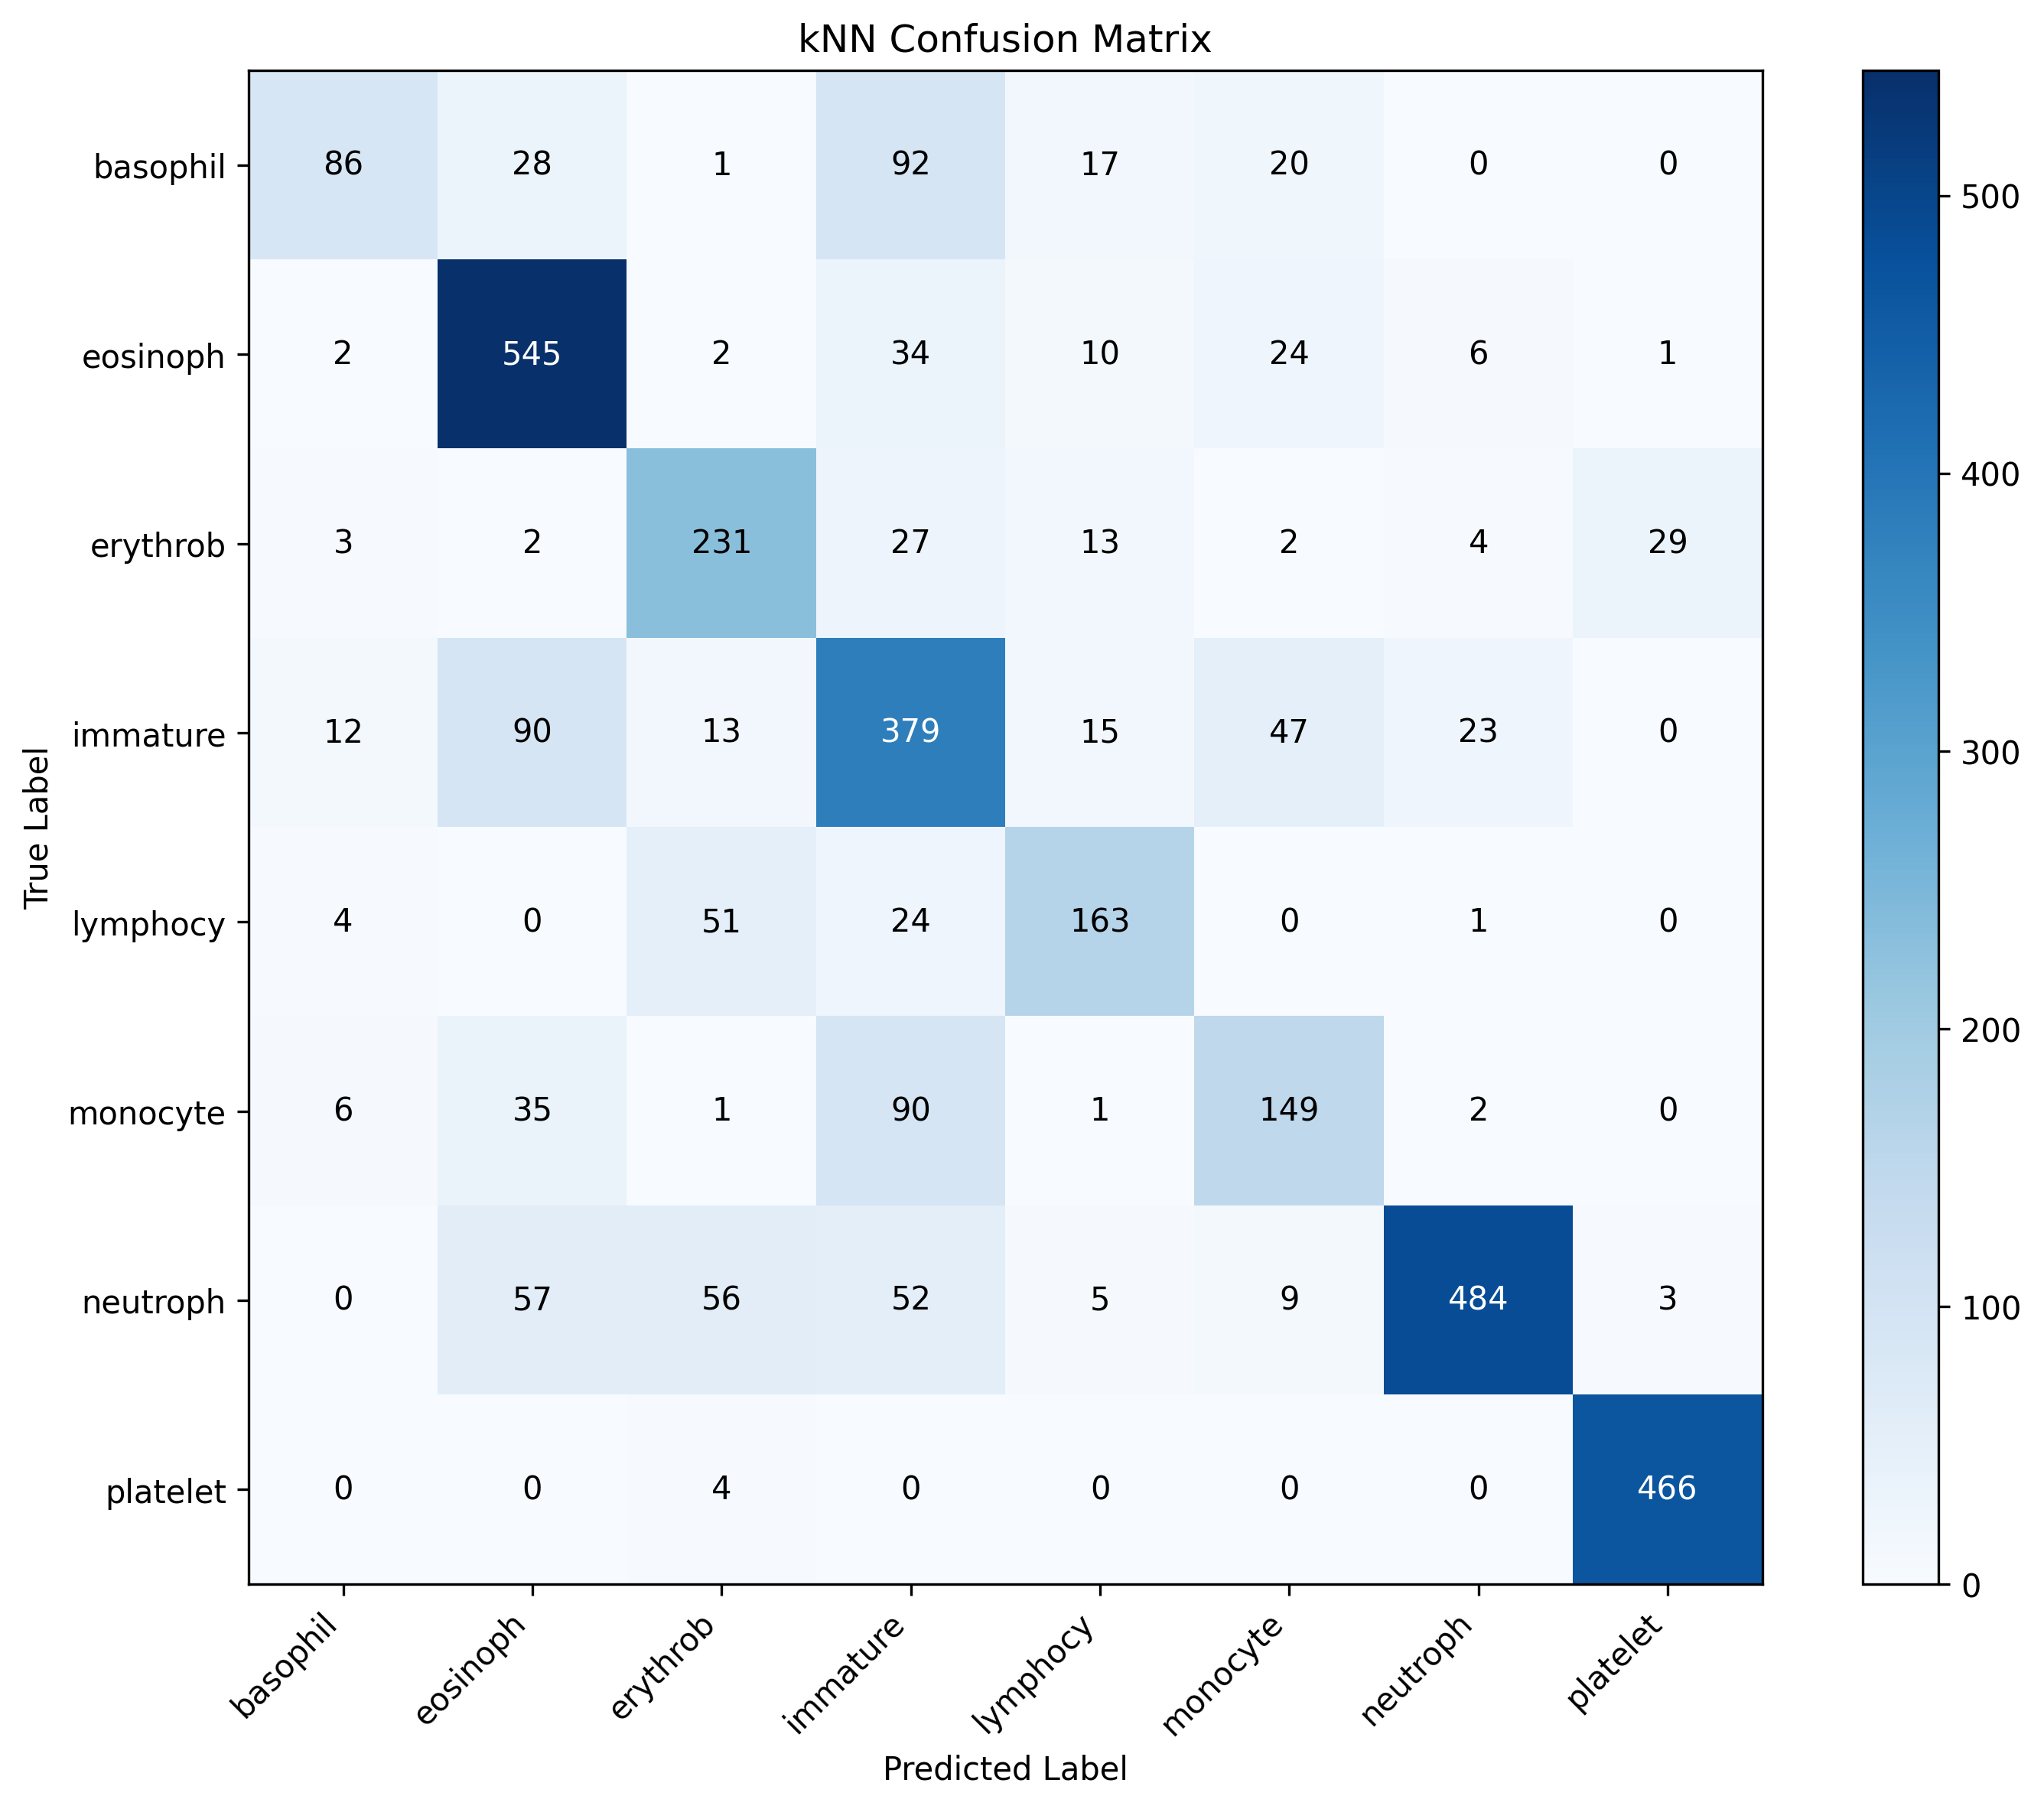 kNN Confusion Matrix
basophil 86 28 1 92 17 20 0 0
eosinoph 2 545 2 34 10 24 6 1
erythrob 3 2 231 27 13 2 4 29
immature 12 90 13 379 15 47 23 0
lymphocy 4 0 51 24 163 0 1 0
monocyte 6 35 1 90 1 149 2 0
neutroph 0 57 56 52 5 9 484 3
platelet 0 0 4 0 0 0 0 466
True Label
basophil eosinoph erythrob immature lymphocy monocyte neutroph platelet
Predicted Label
500
400
300
200
100
0